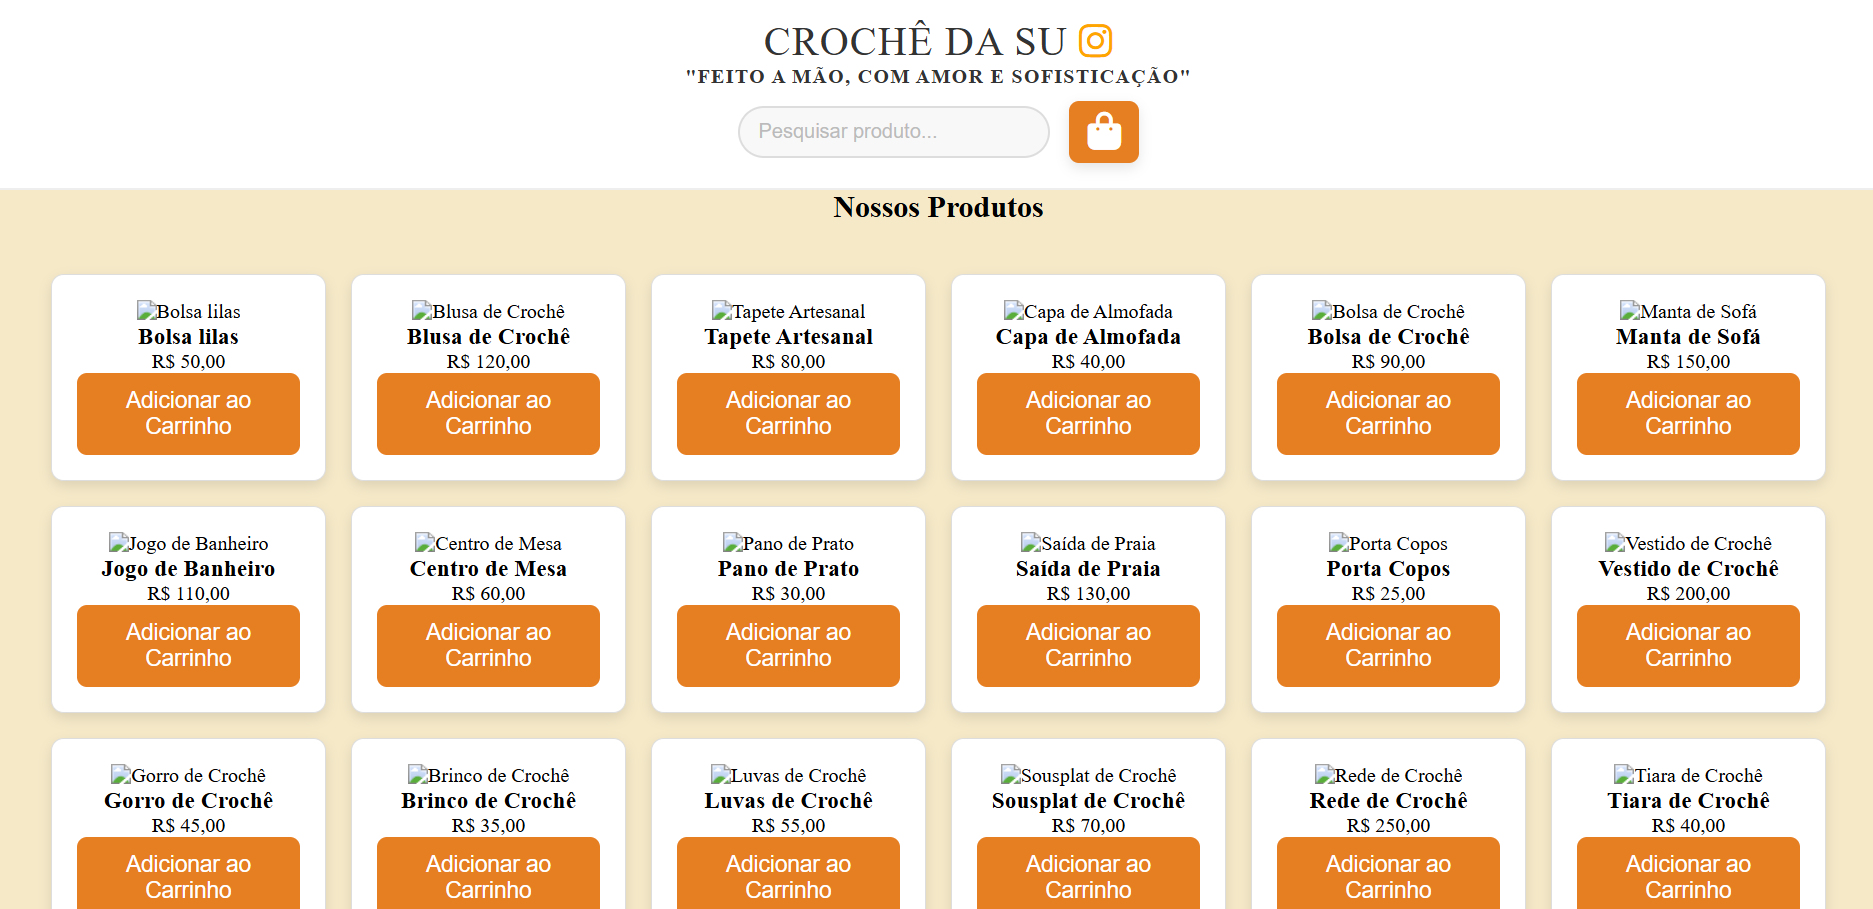 CROCHÊ DA SU
"FEITO A MÃO, COM AMOR E SOFISTICAÇÃO"
Pesquisar produto...
Nossos Produtos
Bolsa lilas
Bolsa lilas
R$ 50,00
Adicionar ao
Carrinho
Blusa de Crochê
Blusa de Crochê
R$ 120,00
Adicionar ao
Carrinho
Tapete Artesanal
Tapete Artesanal
R$ 80,00
Adicionar ao
Carrinho
Capa de Almofada
Capa de Almofada
R$ 40,00
Adicionar ao
Carrinho
Bolsa de Crochê
Bolsa de Crochê
R$ 90,00
Adicionar ao
Carrinho
Manta de Sofá
Manta de Sofá
R$ 150,00
Adicionar ao
Carrinho
Jogo de Banheiro
Jogo de Banheiro
R$ 110,00
Adicionar ao
Carrinho
Centro de Mesa
Centro de Mesa
R$ 60,00
Adicionar ao
Carrinho
Pano de Prato
Pano de Prato
R$ 30,00
Adicionar ao
Carrinho
Saída de Praia
Saída de Praia
R$ 130,00
Adicionar ao
Carrinho
Porta Copos
Porta Copos
R$ 25,00
Adicionar ao
Carrinho
Vestido de Crochê
Vestido de Crochê
R$ 200,00
Adicionar ao
Carrinho
Gorro de Crochê
Gorro de Crochê
R$ 45,00
Adicionar ao
Carrinho
Brinco de Crochê
Brinco de Crochê
R$ 35,00
Adicionar ao
Carrinho
Luvas de Crochê
Luvas de Crochê
R$ 55,00
Adicionar ao
Carrinho
Sousplat de Crochê
Sousplat de Crochê
R$ 70,00
Adicionar ao
Carrinho
Rede de Crochê
Rede de Crochê
R$ 250,00
Adicionar ao
Carrinho
Tiara de Crochê
Tiara de Crochê
R$ 40,00
Adicionar ao
Carrinho